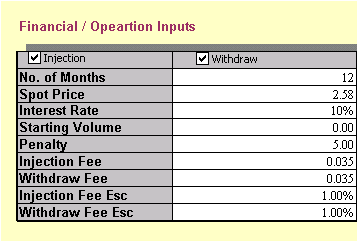 Financial / Opeartion Inputs
Injection Withdraw
No. of Months 12
Spot Price 2.58
Interest Rate 10%
Starting Volume 0.00
Penalty 5.00
Injection Fee 0.035
Withdraw Fee 0.035
Injection Fee Esc 1.00%
Withdraw Fee Esc 1.00%